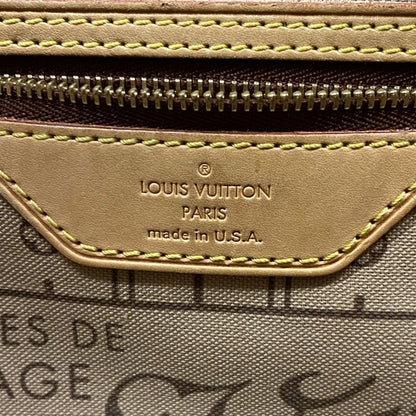 ®
LOUIS VUITTON
PARIS
made in U.S.A.
ES DE
AGE